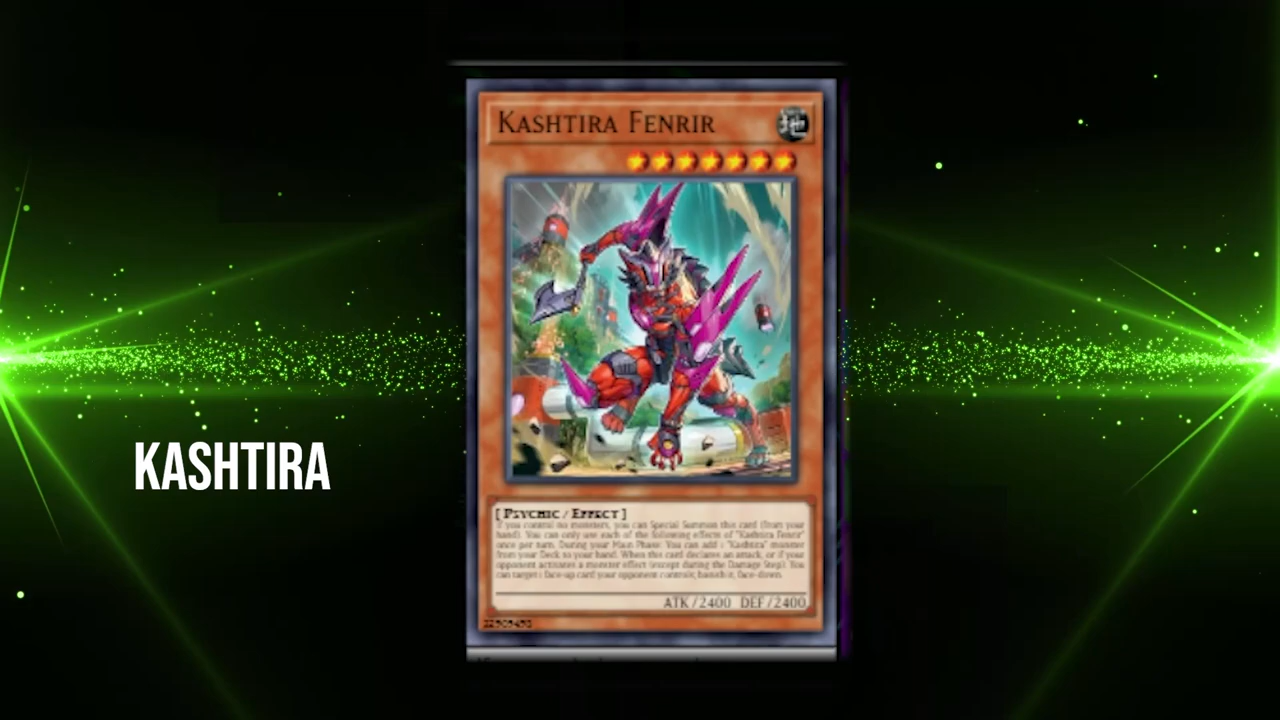 KASHTIRA FENRIR
地
KASHTIRA
[ PSYCHIC / EFFECT ]
If you control no monsters, you can Special Summon this card (from your
hand). You can only use each of the following effects of "Kashtira Fenrir"
once per turn. During your Main Phase: You can add 1 "Kashtira" monster
from your Deck to your hand. When this card declares an attack, or if your
opponent activates a monster effect (except during the Damage Step): You
can target 1 face-up card your opponent controls; banish it, face-down.
ATK/2400 DEF/2400